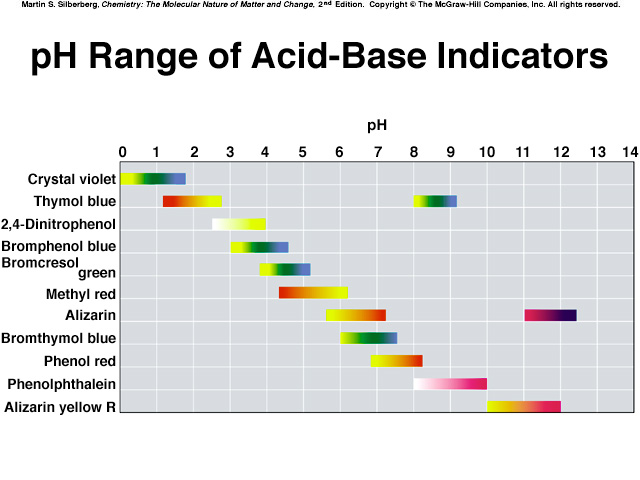 Martin S. Silberberg, Chemistry: The Molecular Nature of Matter and Change, 2nd Edition. Copyright © The McGraw-Hill Companies, Inc. All rights reserved.
pH Range of Acid-Base Indicators
pH
0 1 2 3 4 5 6 7 8 9 10 11 12 13 14
Crystal violet
Thymol blue
2,4-Dinitrophenol
Bromphenol blue
Bromcresol
green
Methyl red
Alizarin
Bromthymol blue
Phenol red
Phenolphthalein
Alizarin yellow R